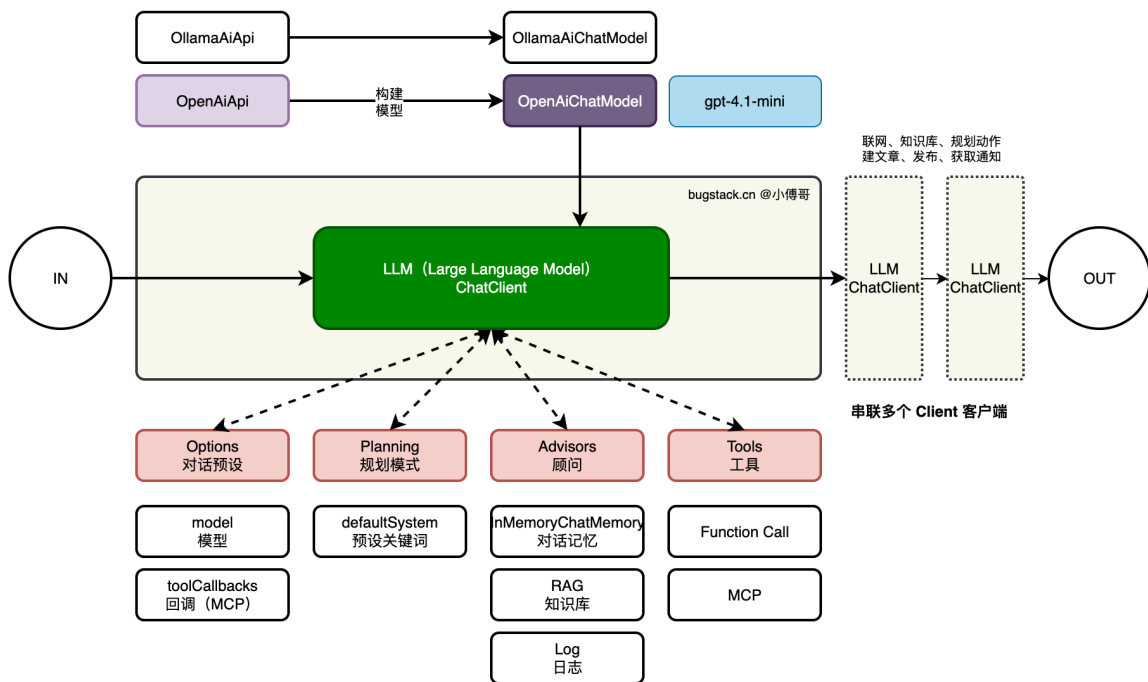 OllamaAiApi
OllamaAiChatModel
OpenAiApi
构建
模型
OpenAiChatModel
gpt-4.1-mini
联网、知识库、规划动作
建文章、发布、获取通知
bugstack.cn @小傅哥
IN
LLM（Large Language Model）
ChatClient
LLM
ChatClient
LLM
ChatClient
OUT
串联多个 Client 客户端
Options
对话预设
Planning
规划模式
Advisors
顾问
Tools
工具
model
模型
defaultSystem
预设关键词
InMemoryChatMemory
对话记忆
Function Call
toolCallbacks
回调（MCP）
RAG
知识库
MCP
Log
日志